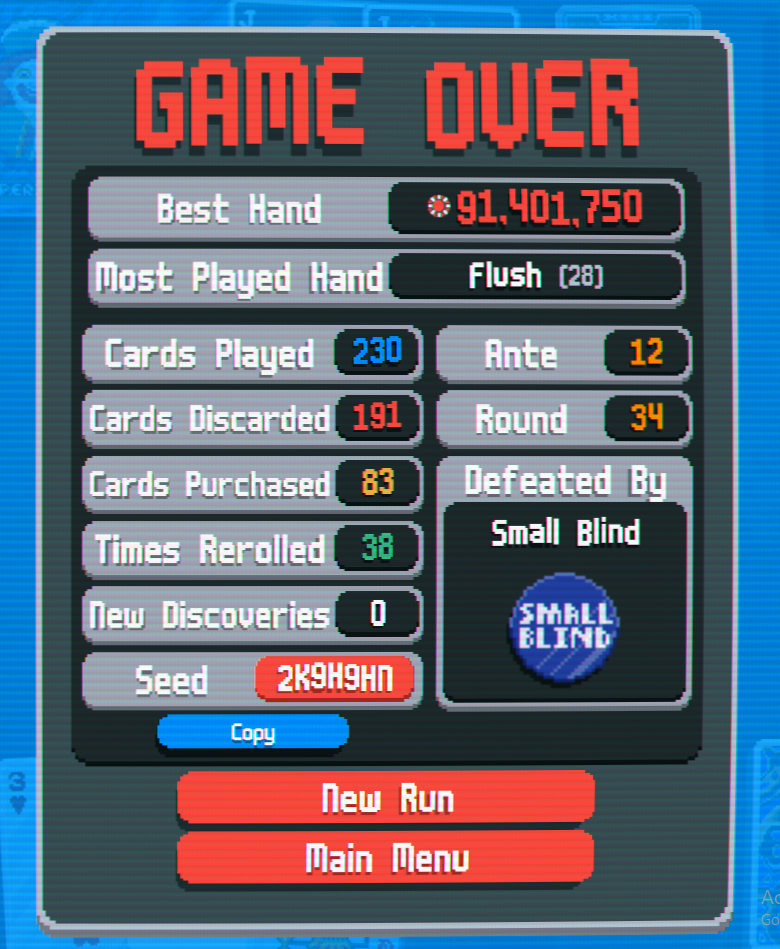 GAME OVER
Best Hand 91,401,750
Most Played Hand Flush (28)
Cards Played 230
Ante 12
Cards Discarded 191
Round 34
Cards Purchased 83
Defeated By
Small Blind
Times Rerolled 38
SMALL
BLIND
New Discoveries 0
Seed 2K9H9HN
Copy
New Run
Main Menu
3